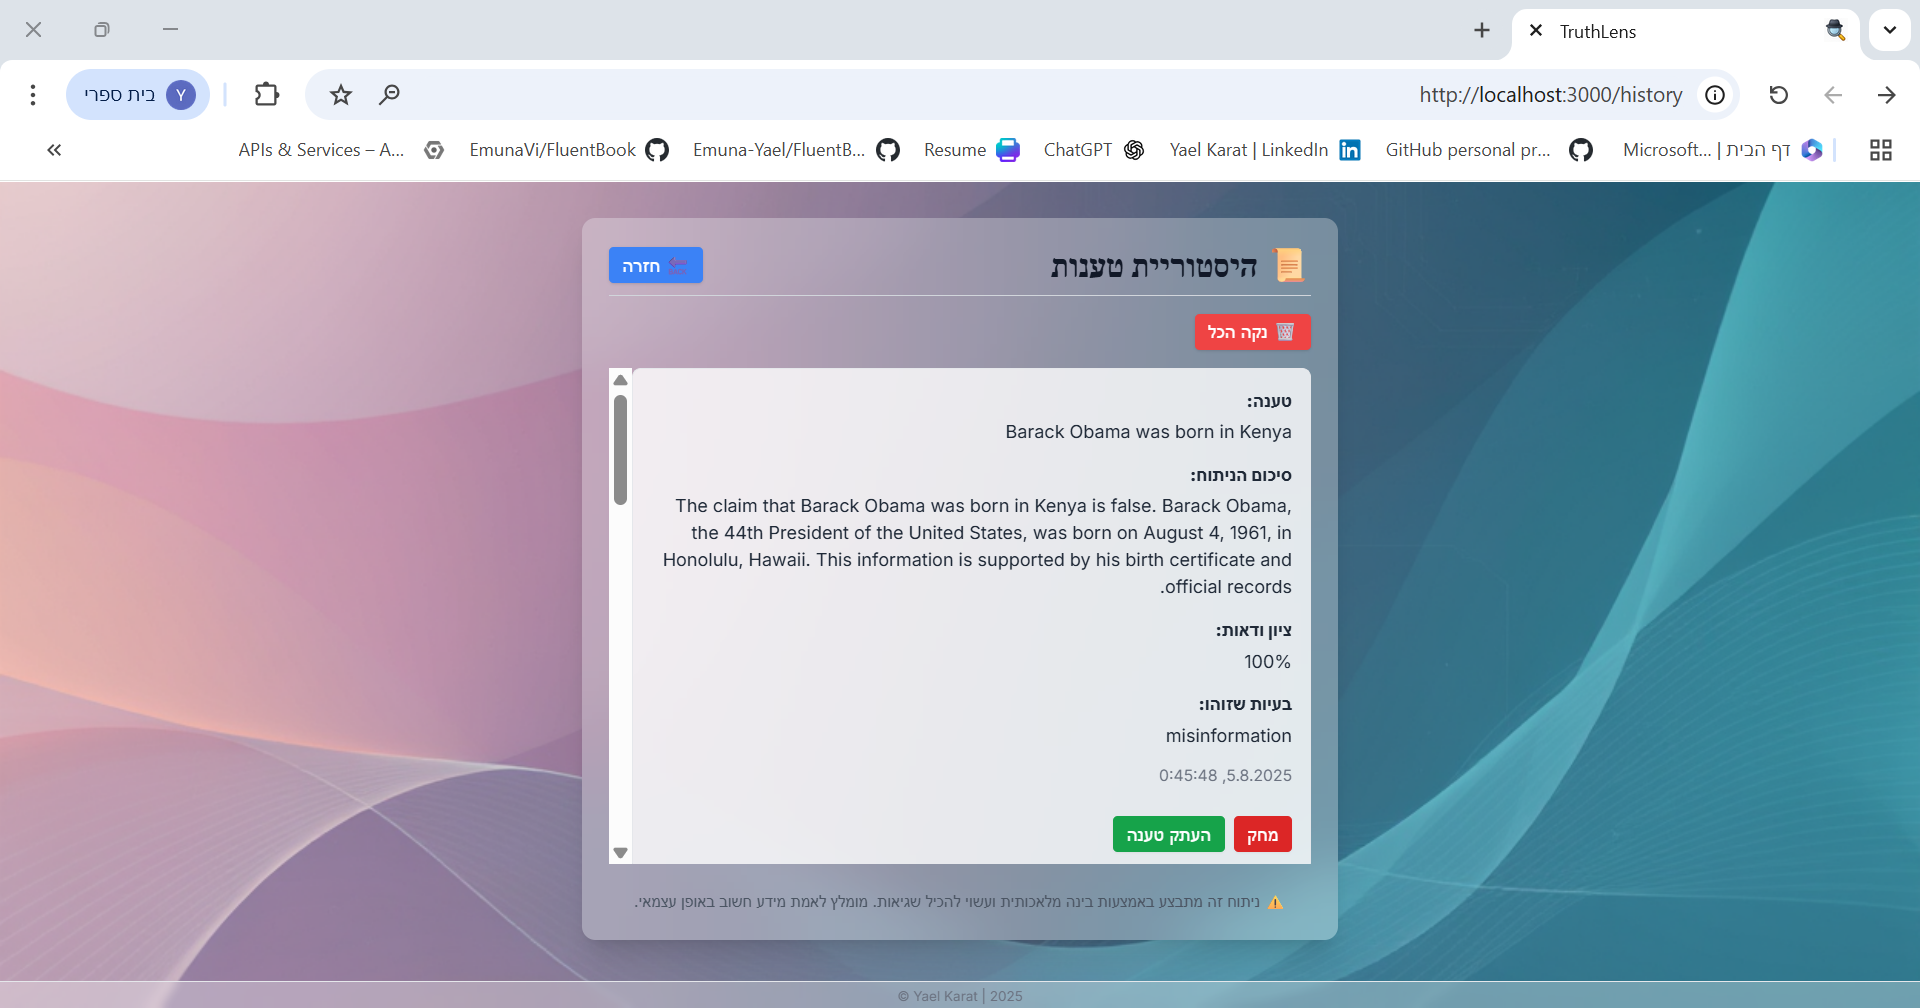 TruthLens
http://localhost:3000/history
בית ספרי Y
דף הבית | Microsoft...
GitHub personal pr...
Yael Karat | LinkedIn
ChatGPT
Resume
Emuna-Yael/FluentB...
EmunaVi/FluentBook
APIs & Services – A...
היסטוריית טענות
חזרה
נקה הכל
טענה:
Barack Obama was born in Kenya
סיכום הניתוח:
The claim that Barack Obama was born in Kenya is false. Barack Obama,
the 44th President of the United States, was born on August 4, 1961, in
Honolulu, Hawaii. This information is supported by his birth certificate and
official records.
ציון ודאות:
100%
בעיות שזוהו:
misinformation
5.8.2025, 0:45:48
מחק
העתק טענה
⚠️ ניתוח זה מתבצע באמצעות בינה מלאכותית ועשוי להכיל שגיאות. מומלץ לאמת מידע חשוב באופן עצמאי.
© Yael Karat | 2025